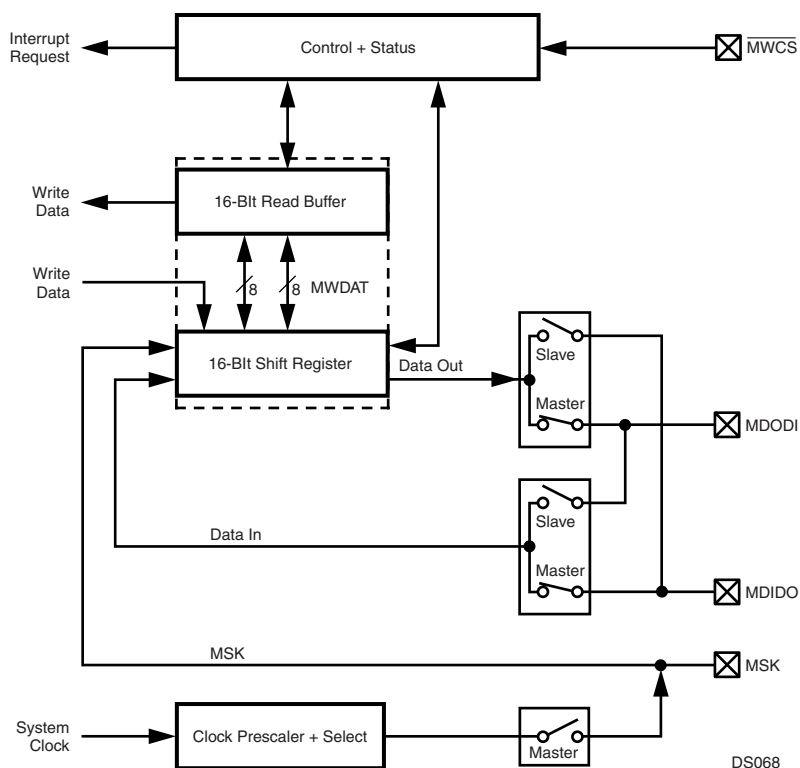 Interrupt
Request
Control + Status
MWCS
Write
Data
16-BIt Read Buffer
Write
Data
8
8
MWDAT
16-BIt Shift Register
Data Out
Slave
Master
MDODI
Slave
Data In
Master
MDIDO
MSK
MSK
System
Clock
Clock Prescaler + Select
Master
DS068